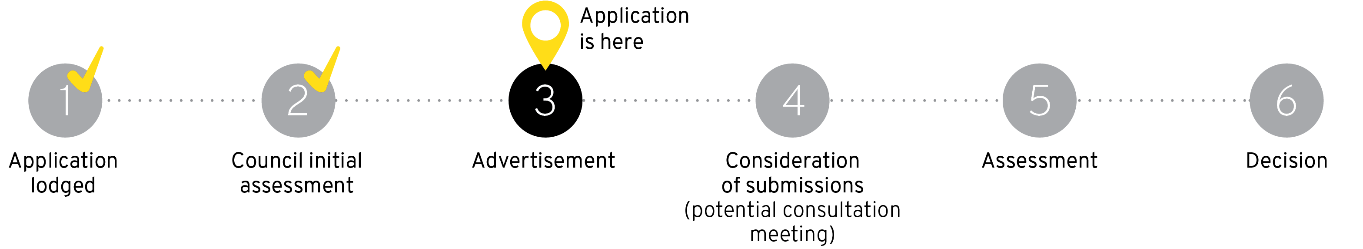 Application
is here
1
2
3
4
5
6
Application
lodged
Council initial
assessment
Advertisement
Consideration
of submissions
(potential consultation
meeting)
Assessment
Decision